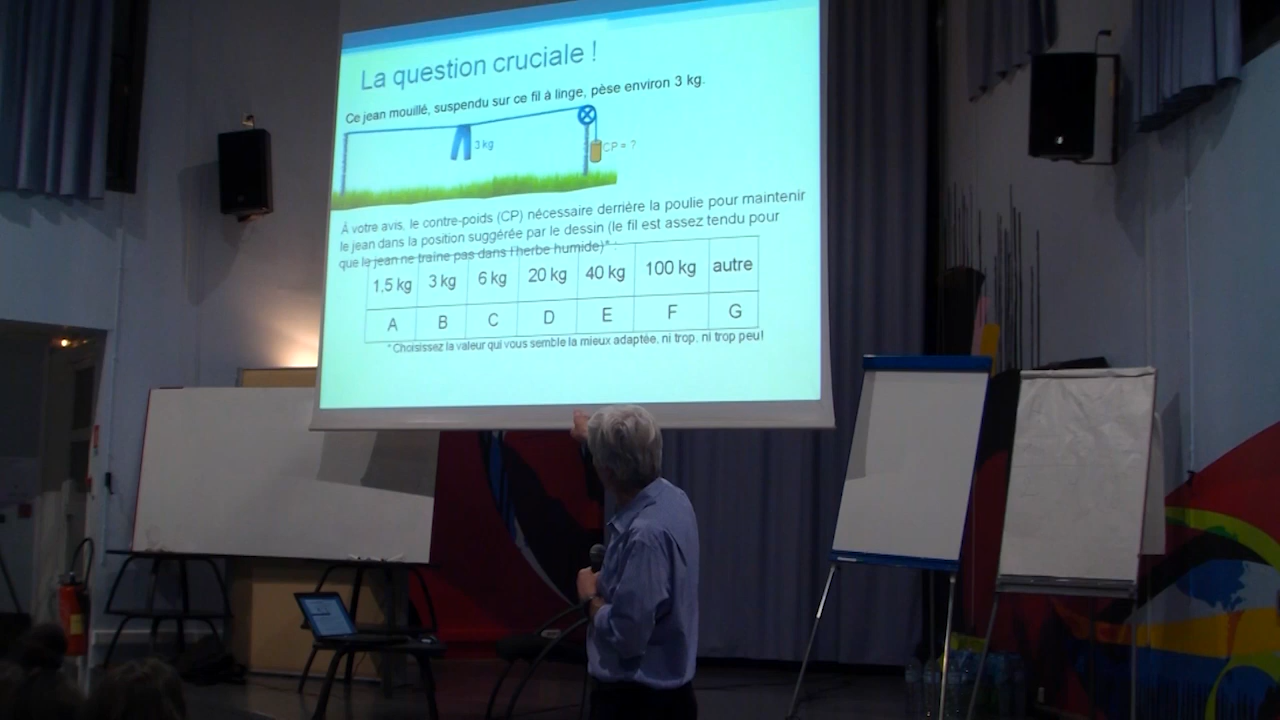 La question cruciale !
Ce jean mouillé, suspendu sur ce fil à linge, pèse environ 3 kg.
3 kg
CP = ?
À votre avis, le contre-poids (CP) nécessaire derrière la poulie pour maintenir
le jean dans la position suggérée par le dessin (le fil est assez tendu pour
que le jean ne traine pas dans l'herbe humide)* :
1,5 kg 3 kg 6 kg 20 kg 40 kg 100 kg autre
A B C D E F G
* Choisissez la valeur qui vous semble la mieux adaptée, ni trop, ni trop peu!